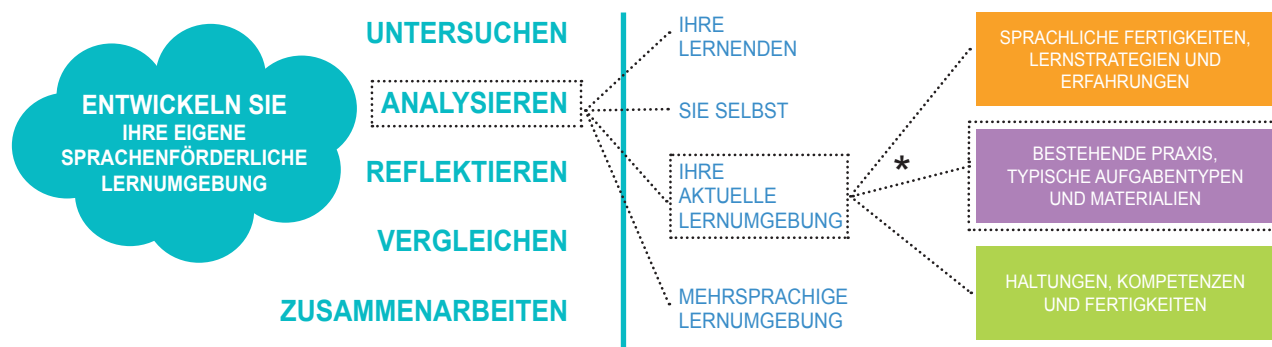 ENTWICKELN SIE
IHRE EIGENE
SPRACHENFÖRDERLICHE
LERNUMGEBUNG
UNTERSUCHEN
ANALYSIEREN
REFLEKTIEREN
VERGLEICHEN
ZUSAMMENARBEITEN
IHRE
LERNENDEN
SIE SELBST
IHRE
AKTUELLE
LERNUMGEBUNG
MEHRSPRACHIGE
LERNUMGEBUNG
*
SPRACHLICHE FERTIGKEITEN,
LERNSTRATEGIEN UND
ERFAHRUNGEN
BESTEHENDE PRAXIS,
TYPISCHE AUFGABENTYPEN
UND MATERIALIEN
HALTUNGEN, KOMPETENZEN
UND FERTIGKEITEN